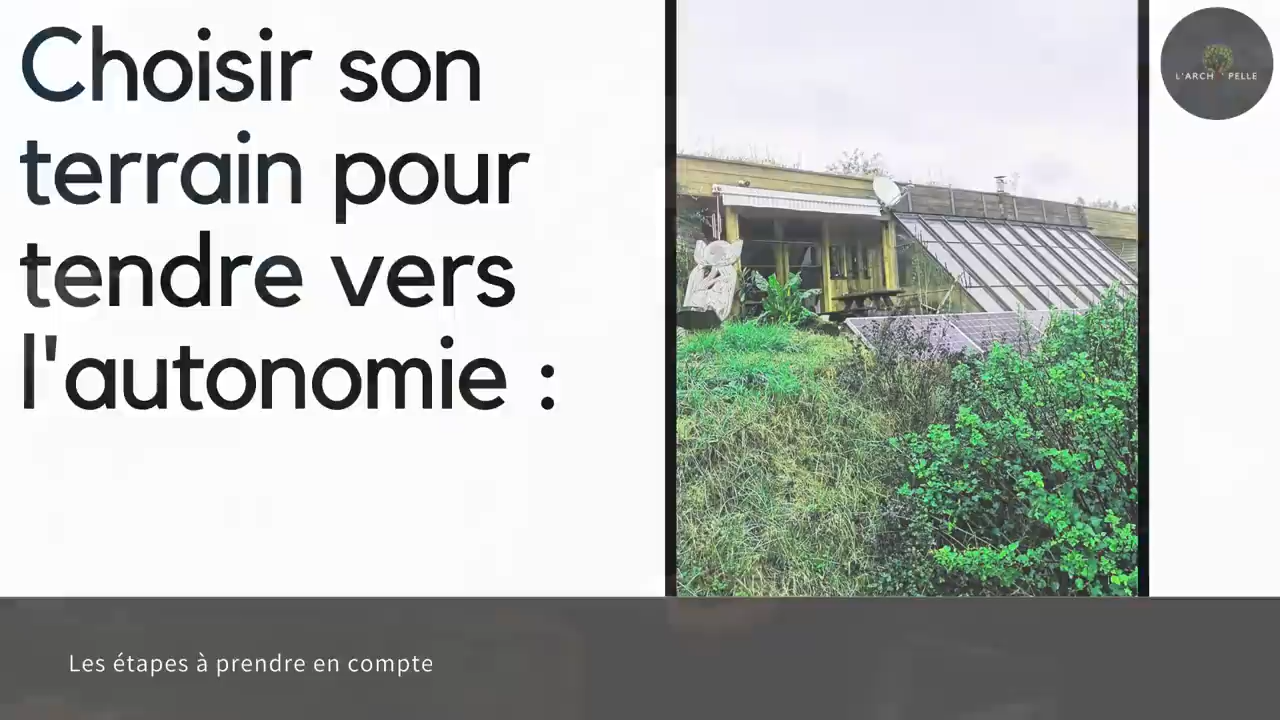 Choisir son
terrain pour
tendre vers
l'autonomie :
L'ARCH PELLE
Les étapes à prendre en compte